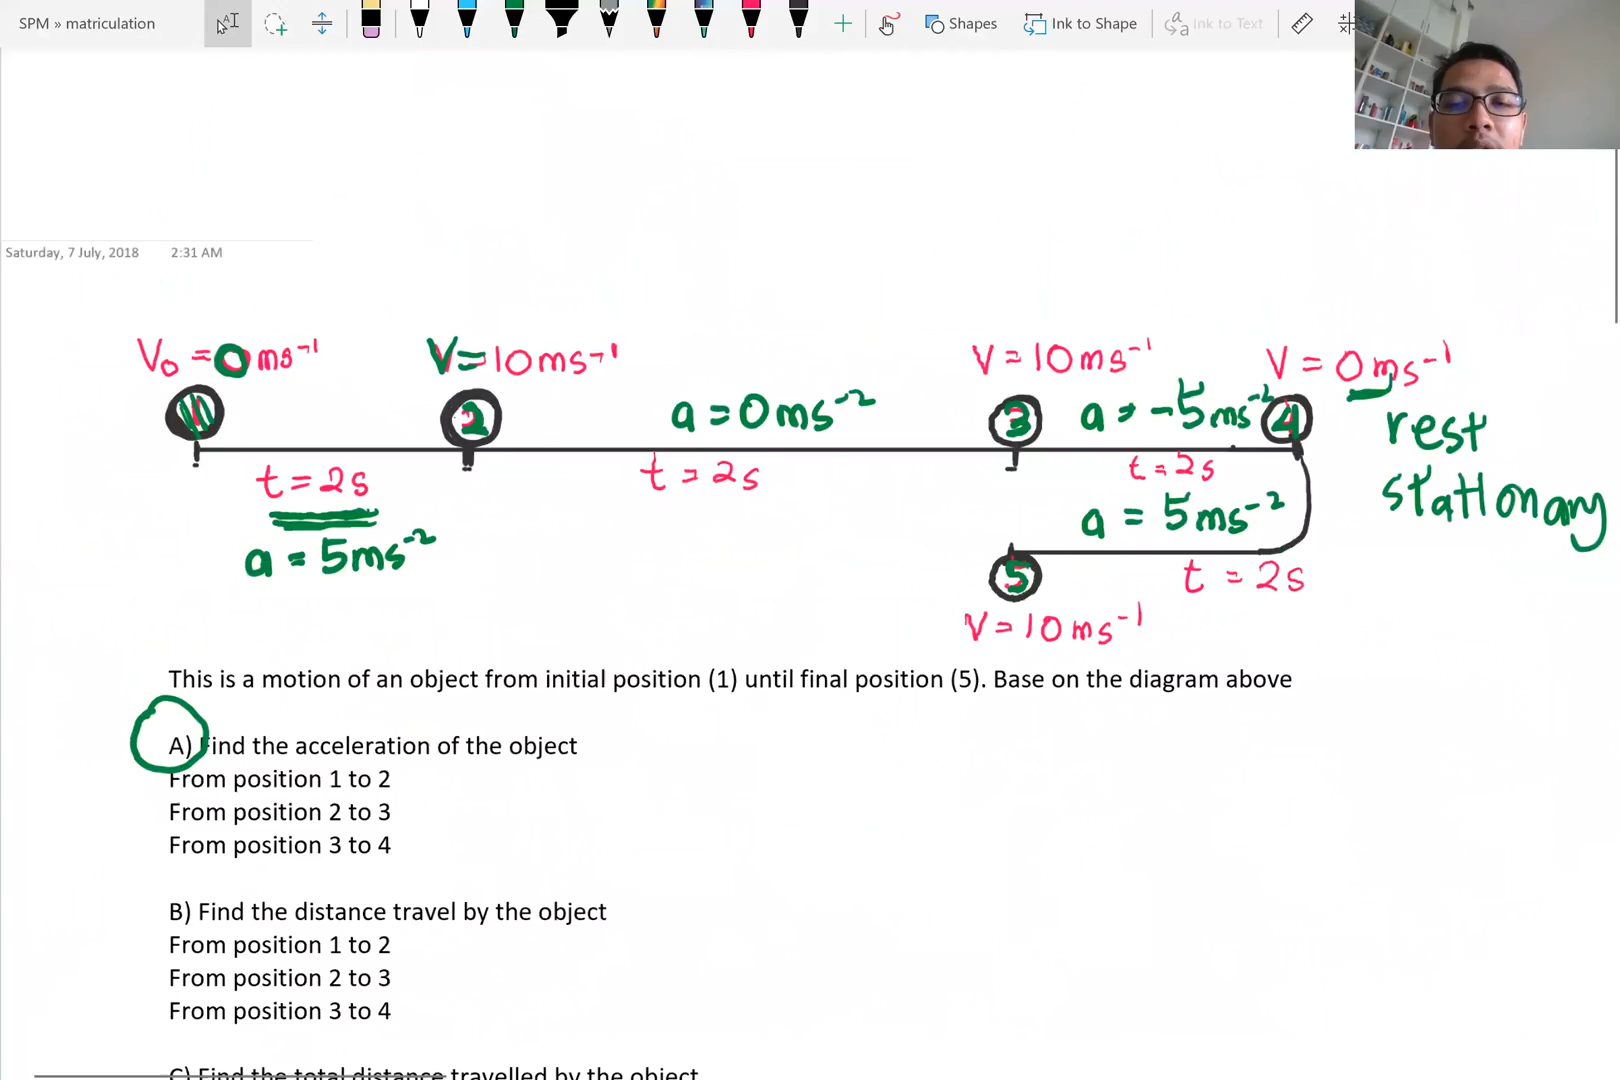 SPM » matriculation
Shapes
Ink to Shape
Ink to Text
Saturday, 7 July, 2018 2:31 AM
V₀ = 0 ms⁻¹
V = 10 ms⁻¹
V = 10 ms⁻¹
V = 0 ms⁻¹
2
a = 0 ms⁻²
3
a = -5 ms⁻²
4
rest
t = 2s
t = 2s
t = 2s
stationary
a = 5 ms⁻²
a = 5 ms⁻²
5
t = 2s
V = 10 ms⁻¹
This is a motion of an object from initial position (1) until final position (5). Base on the diagram above
A) Find the acceleration of the object
From position 1 to 2
From position 2 to 3
From position 3 to 4
B) Find the distance travel by the object
From position 1 to 2
From position 2 to 3
From position 3 to 4
C) Find the total distance travelled by the object